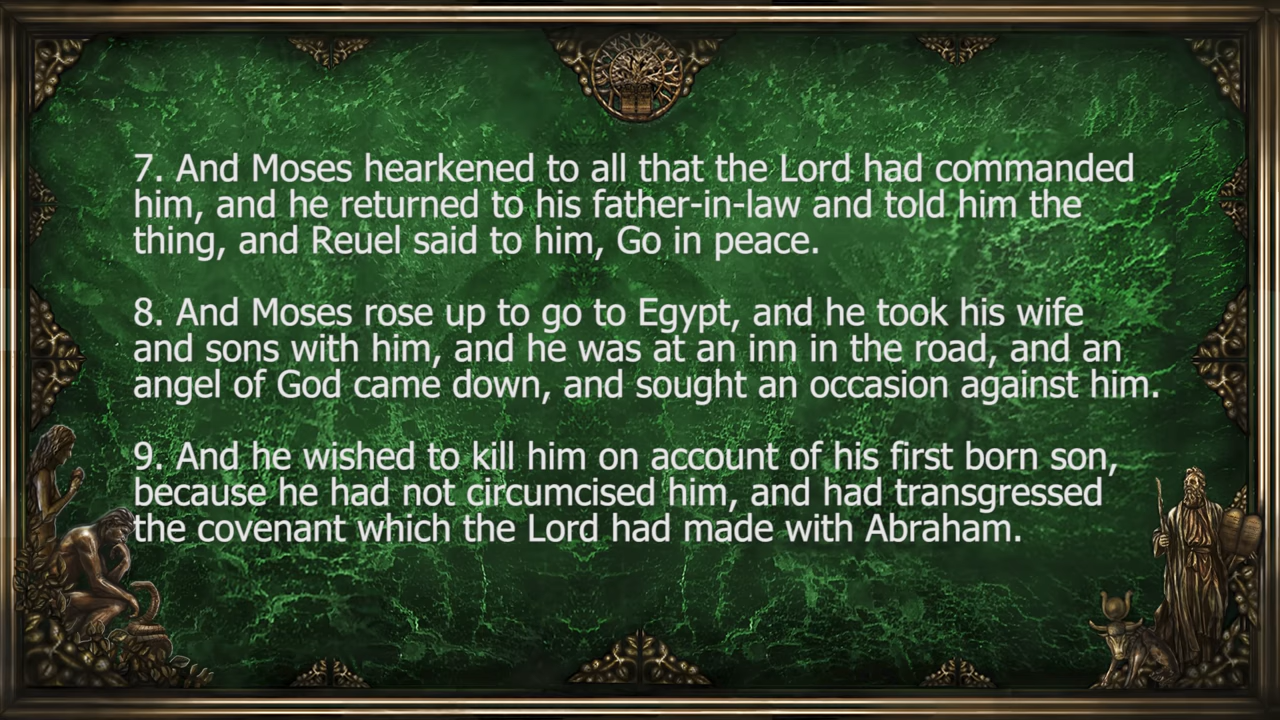 7. And Moses hearkened to all that the Lord had commanded
him, and he returned to his father-in-law and told him the
thing, and Reuel said to him, Go in peace.
8. And Moses rose up to go to Egypt, and he took his wife
and sons with him, and he was at an inn in the road, and an
angel of God came down, and sought an occasion against him.
9. And he wished to kill him on account of his first born son,
because he had not circumcised him, and had transgressed
the covenant which the Lord had made with Abraham.